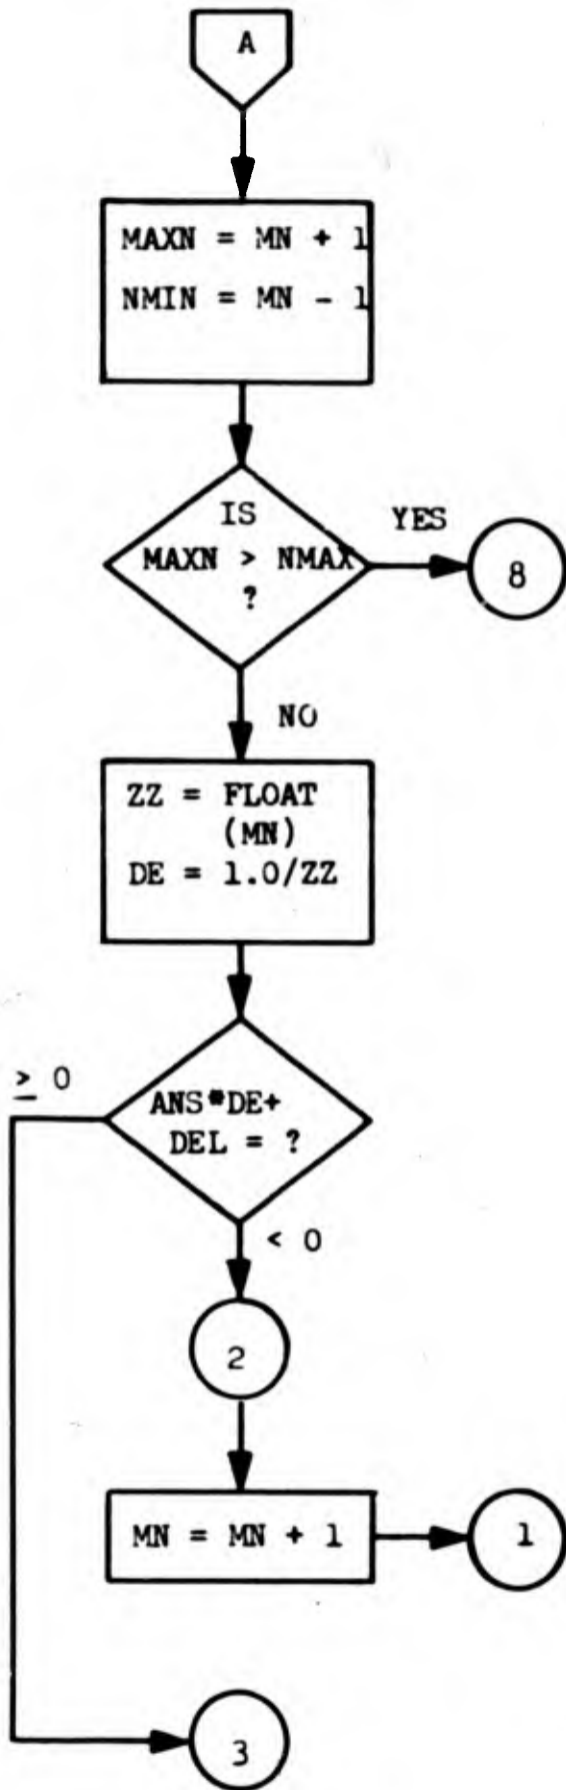 A
MAXN = MN + 1
NMIN = MN - 1
IS
MAXN > NMAX
?
YES
8
NO
ZZ = FLOAT
(MN)
DE = 1.0/ZZ
≥ 0
ANS*DE+
DEL = ?
< 0
2
MN = MN + 1
1
3